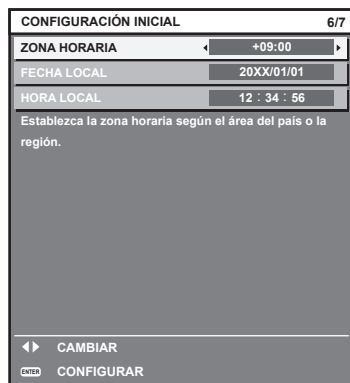 CONFIGURACIÓN INICIAL 6/7
ZONA HORARIA +09:00
FECHA LOCAL 20XX/01/01
HORA LOCAL 12 : 34 : 56
Establezca la zona horaria según el área del país o la
región.
CAMBIAR
ENTER CONFIGURAR